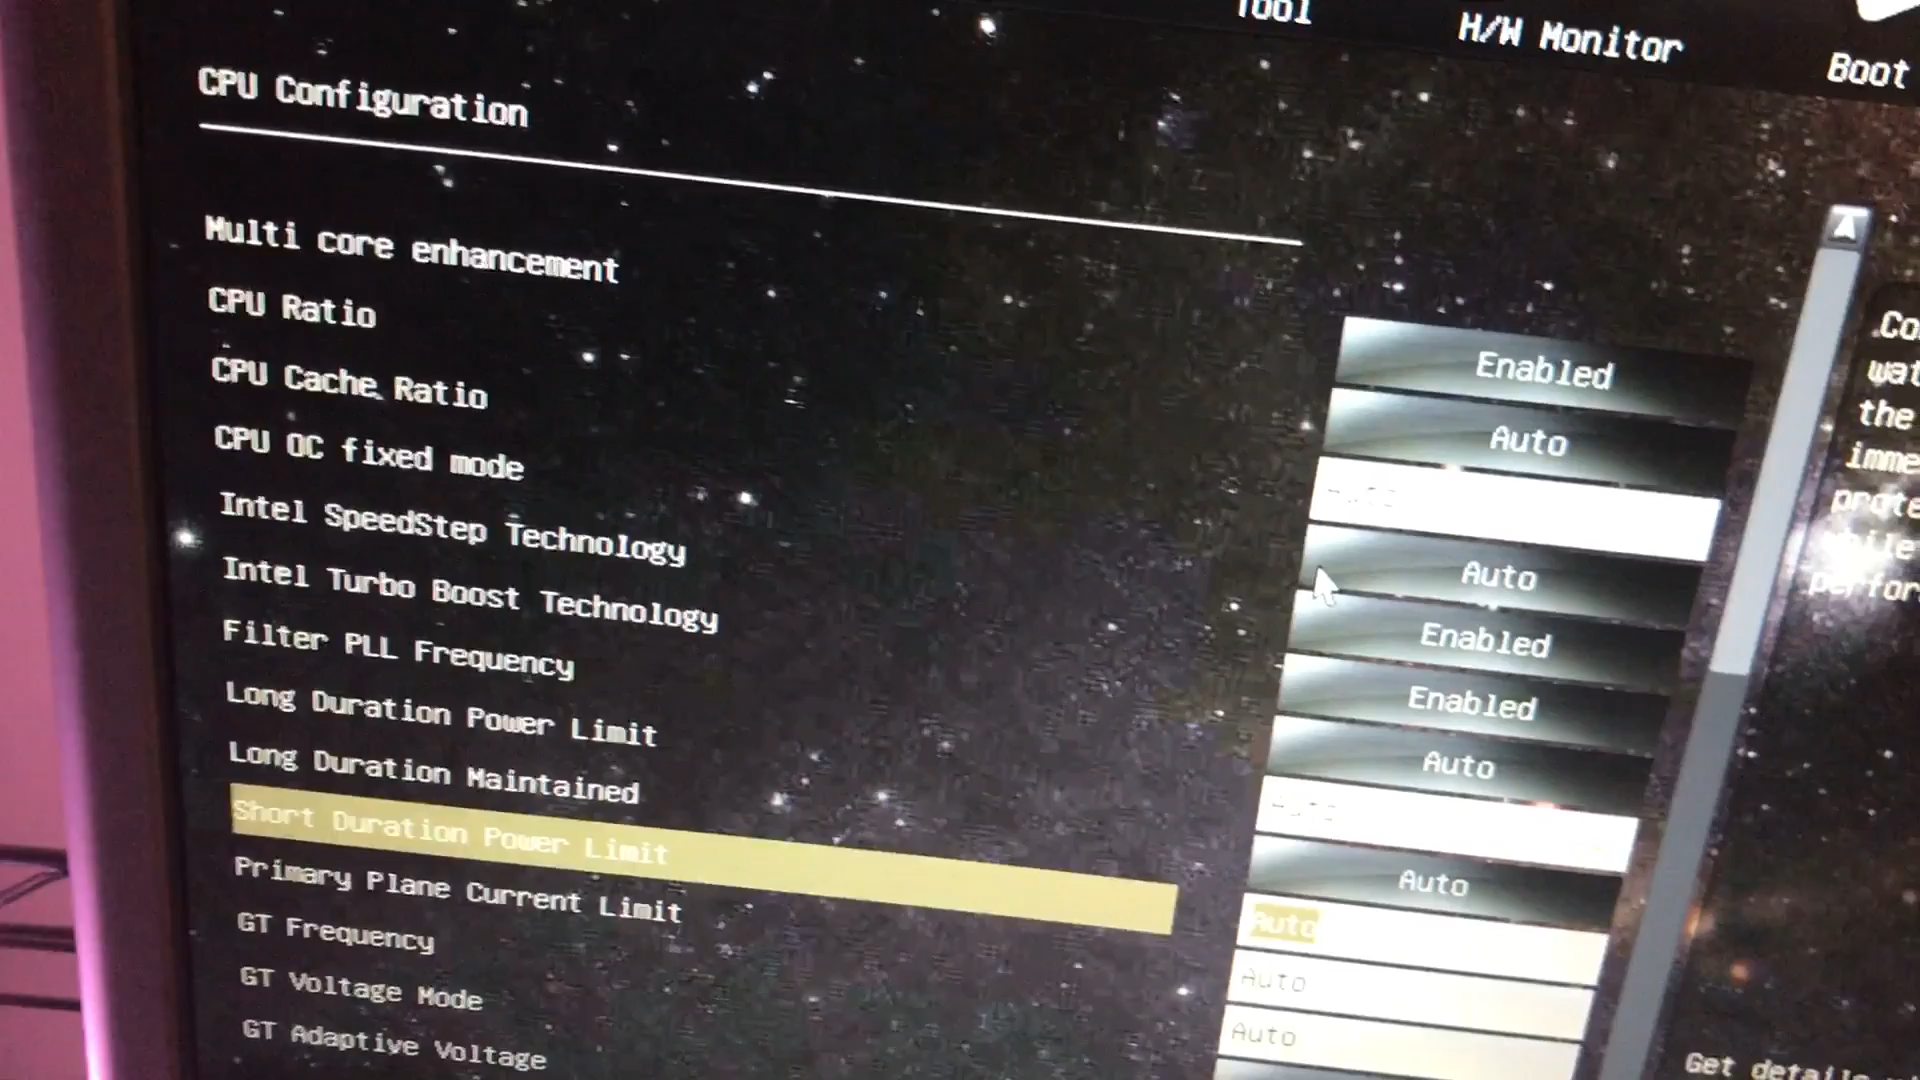 Tool
H/W Monitor
Boot
CPU Configuration
Multi core enhancement
Enabled
CPU Ratio
Auto
CPU Cache Ratio
Auto
CPU OC fixed mode
Auto
Intel SpeedStep Technology
Enabled
Intel Turbo Boost Technology
Enabled
Filter PLL Frequency
Auto
Long Duration Power Limit
Auto
Long Duration Maintained
Auto
Short Duration Power Limit
Auto
Primary Plane Current Limit
Auto
GT Frequency
Auto
GT Voltage Mode
GT Adaptive Voltage
the
Get